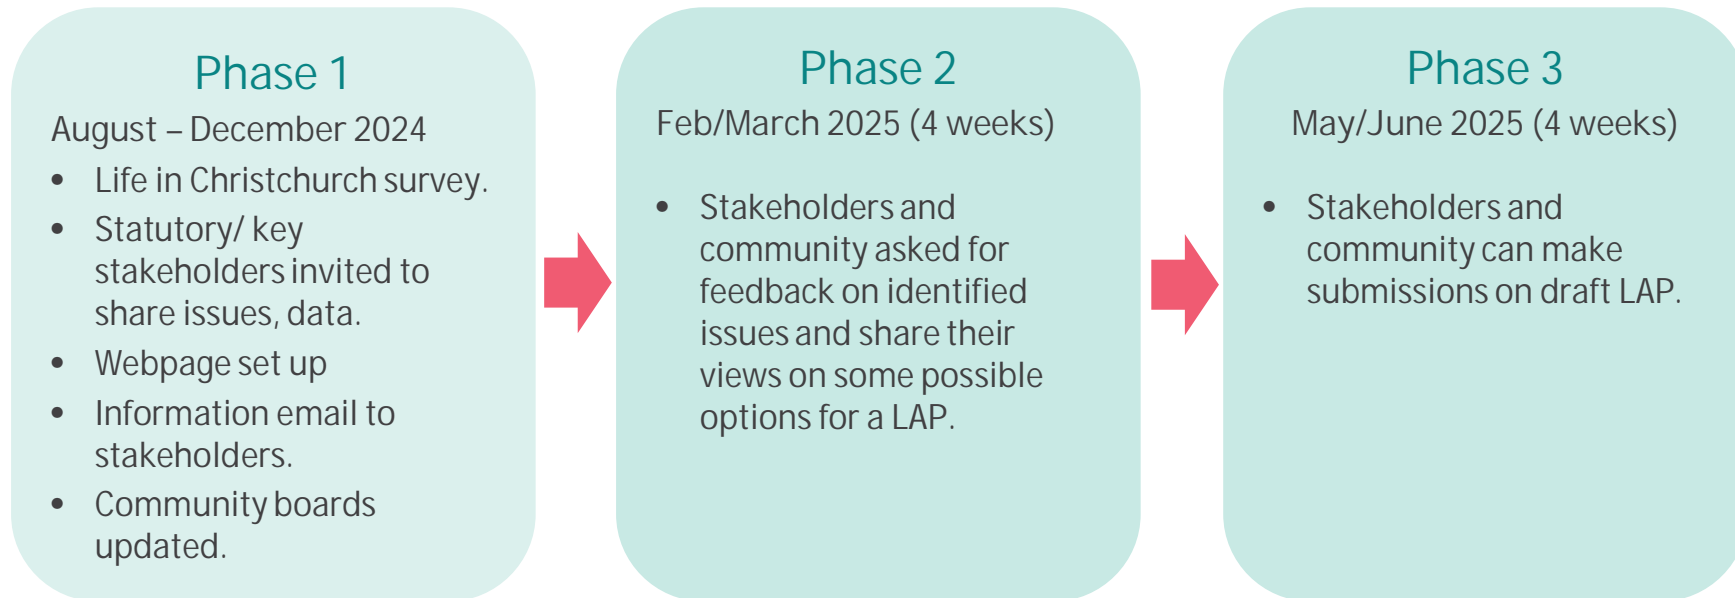 Phase 1
August – December 2024
• Life in Christchurch survey.
• Statutory/ key
stakeholders invited to
share issues, data.
• Webpage set up
• Information email to
stakeholders.
• Community boards
updated.
Phase 2
Feb/March 2025 (4 weeks)
• Stakeholders and
community asked for
feedback on identified
issues and share their
views on some possible
options for a LAP.
Phase 3
May/June 2025 (4 weeks)
• Stakeholders and
community can make
submissions on draft LAP.